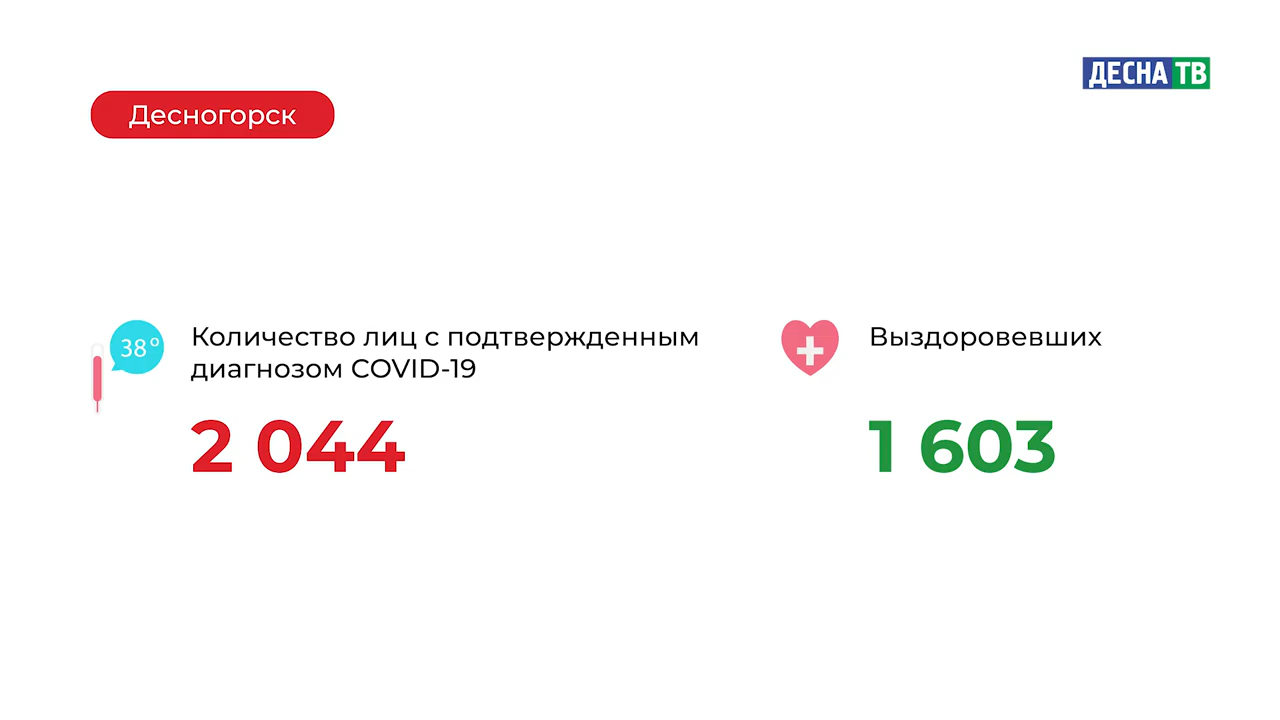 ДЕСНА ТВ
Десногорск
38°
Количество лиц с подтвержденным
диагнозом COVID-19
2 044
Выздоровевших
1 603